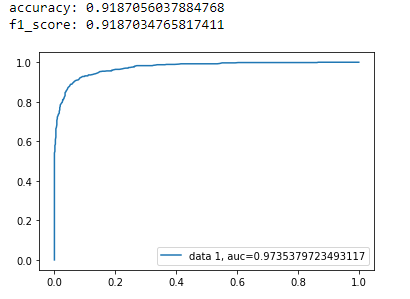 accuracy: 0.9187056037884768
f1_score: 0.9187034765817411
1.0
0.8
0.6
0.4
0.2
0.0
data 1, auc=0.9735379723493117
0.0 0.2 0.4 0.6 0.8 1.0